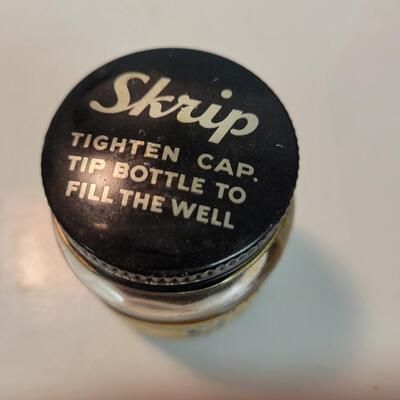 Skrip
TIGHTEN CAP.
TIP BOTTLE TO
FILL THE WELL